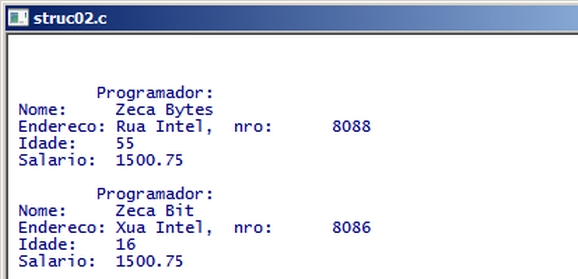 struc02.c
Programador:
Nome: Zeca Bytes
Endereco: Rua Intel, nro: 8088
Idade: 55
Salario: 1500.75
Programador:
Nome: Zeca Bit
Endereco: Xua Intel, nro: 8086
Idade: 16
Salario: 1500.75